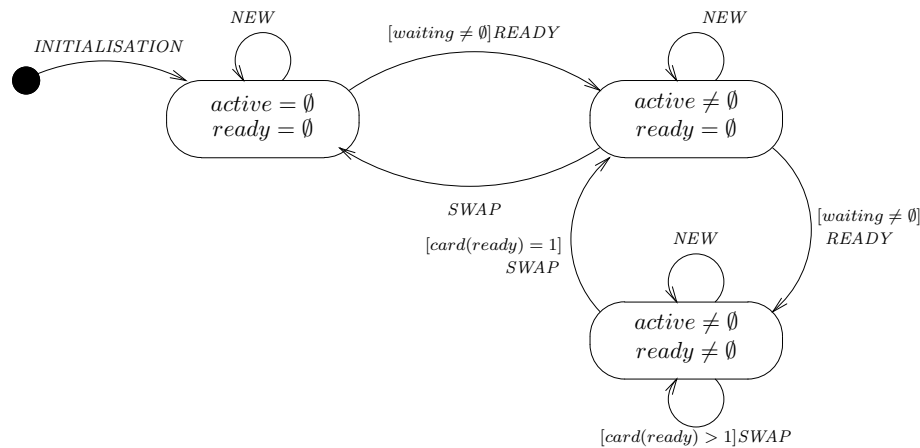 NEW
NEW
INITIALISATION
[waiting ≠ ∅]READY
active = ∅
ready = ∅
active ≠ ∅
ready = ∅
SWAP
[waiting ≠ ∅]
READY
[card(ready) = 1]
SWAP
NEW
active ≠ ∅
ready ≠ ∅
[card(ready) > 1]SWAP